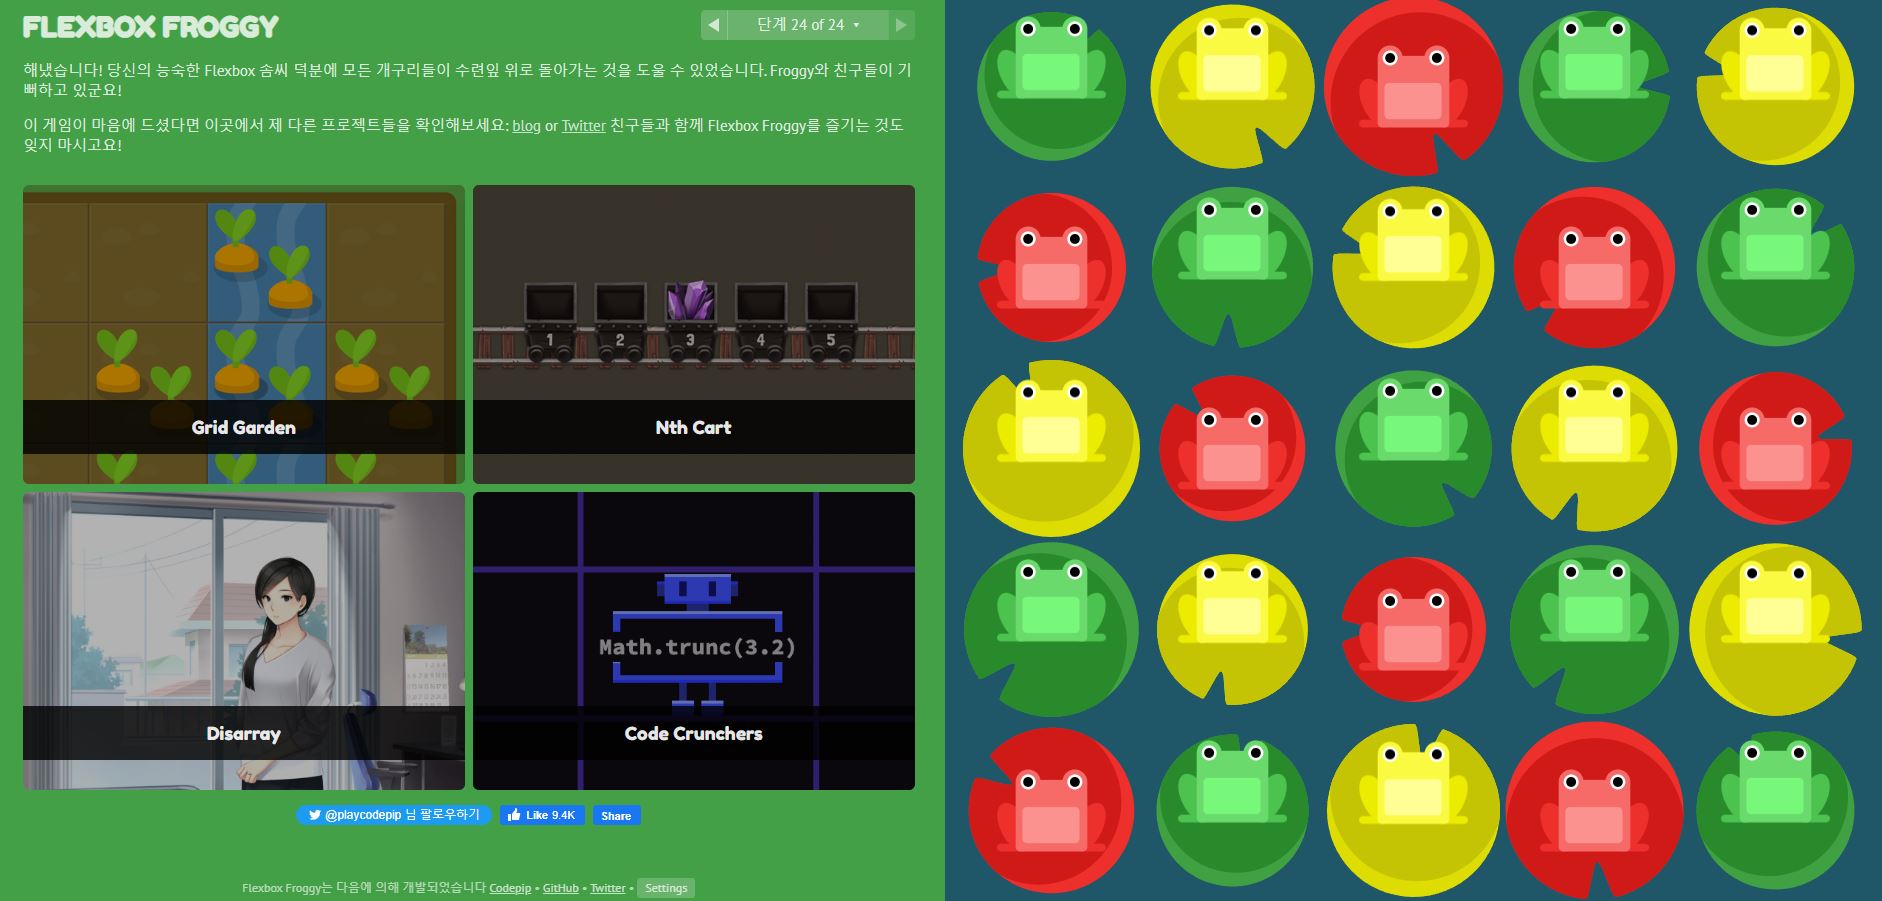 FLEXBOX FROGGY
단계 24 of 24
해냈습니다! 당신의 능숙한 Flexbox 솜씨 덕분에 모든 개구리들이 수련잎 위로 돌아가는 것을 도울 수 있었습니다. Froggy와 친구들이 기
뻐하고 있군요!
이 게임이 마음에 드셨다면 이곳에서 제 다른 프로젝트들을 확인해보세요: blog or Twitter 친구들과 함께 Flexbox Froggy를 즐기는 것도
잊지 마시고요!
1 2 3 4 5
Grid Garden
Nth Cart
Math.trunc(3.2)
Disarray
Code Crunchers
@playcodepip 님 팔로우하기
Like 9.4K
Share
Flexbox Froggy는 다음에 의해 개발되었습니다 Codepip • GitHub • Twitter • Settings